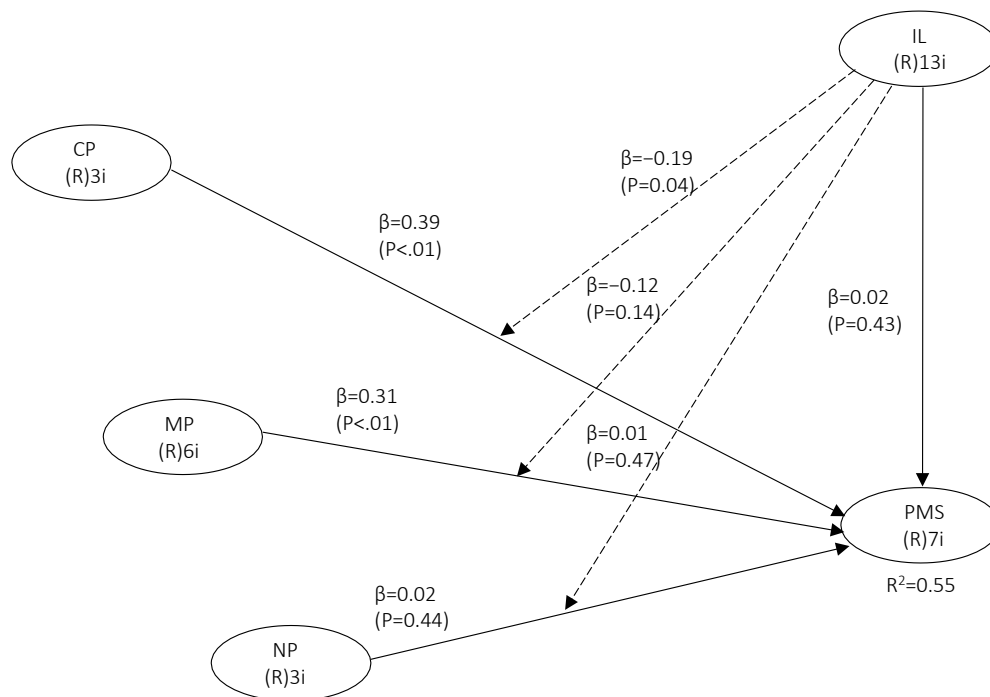 IL
(R)13i
CP
(R)3i
β=−0.19
(P=0.04)
β=0.39
(P<.01)
β=−0.12
(P=0.14)
β=0.02
(P=0.43)
β=0.31
(P<.01)
MP
(R)6i
β=0.01
(P=0.47)
PMS
(R)7i
R²=0.55
β=0.02
(P=0.44)
NP
(R)3i